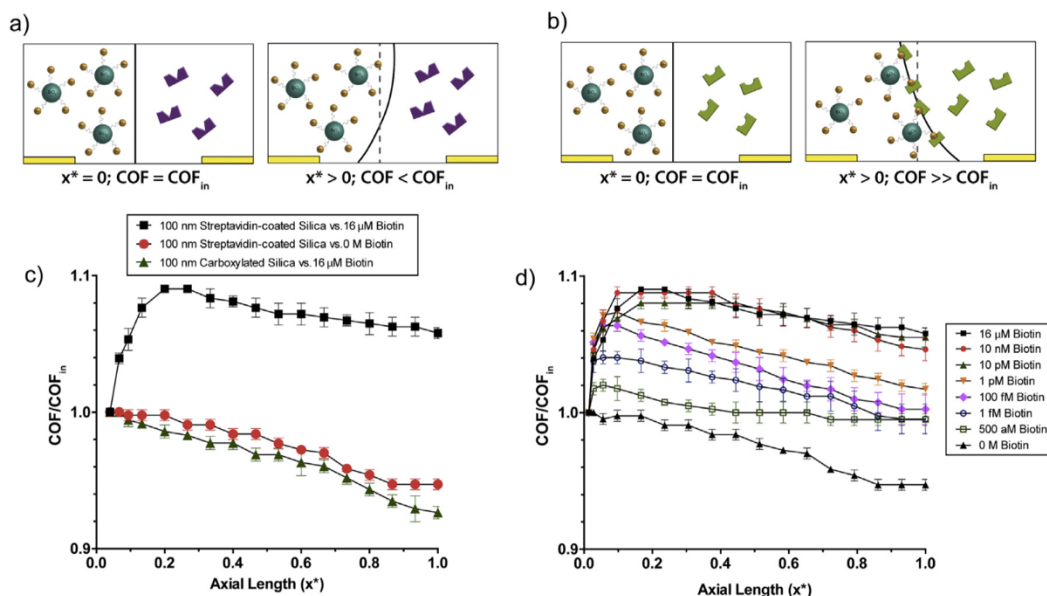 a)
b)
x* = 0; COF = COFin
x* > 0; COF < COFin
x* = 0; COF = COFin
x* > 0; COF >> COFin
c)
100 nm Streptavidin-coated Silica vs.16 µM Biotin
100 nm Streptavidin-coated Silica vs.0 M Biotin
100 nm Carboxylated Silica vs.16 µM Biotin
1.1
1.0
0.9
COF/COFin
0.0 0.2 0.4 0.6 0.8 1.0
Axial Length (x*)
d)
1.1
1.0
0.9
COF/COFin
0.0 0.2 0.4 0.6 0.8 1.0
Axial Length (x*)
16 µM Biotin
10 nM Biotin
10 pM Biotin
1 pM Biotin
100 fM Biotin
1 fM Biotin
500 aM Biotin
0 M Biotin